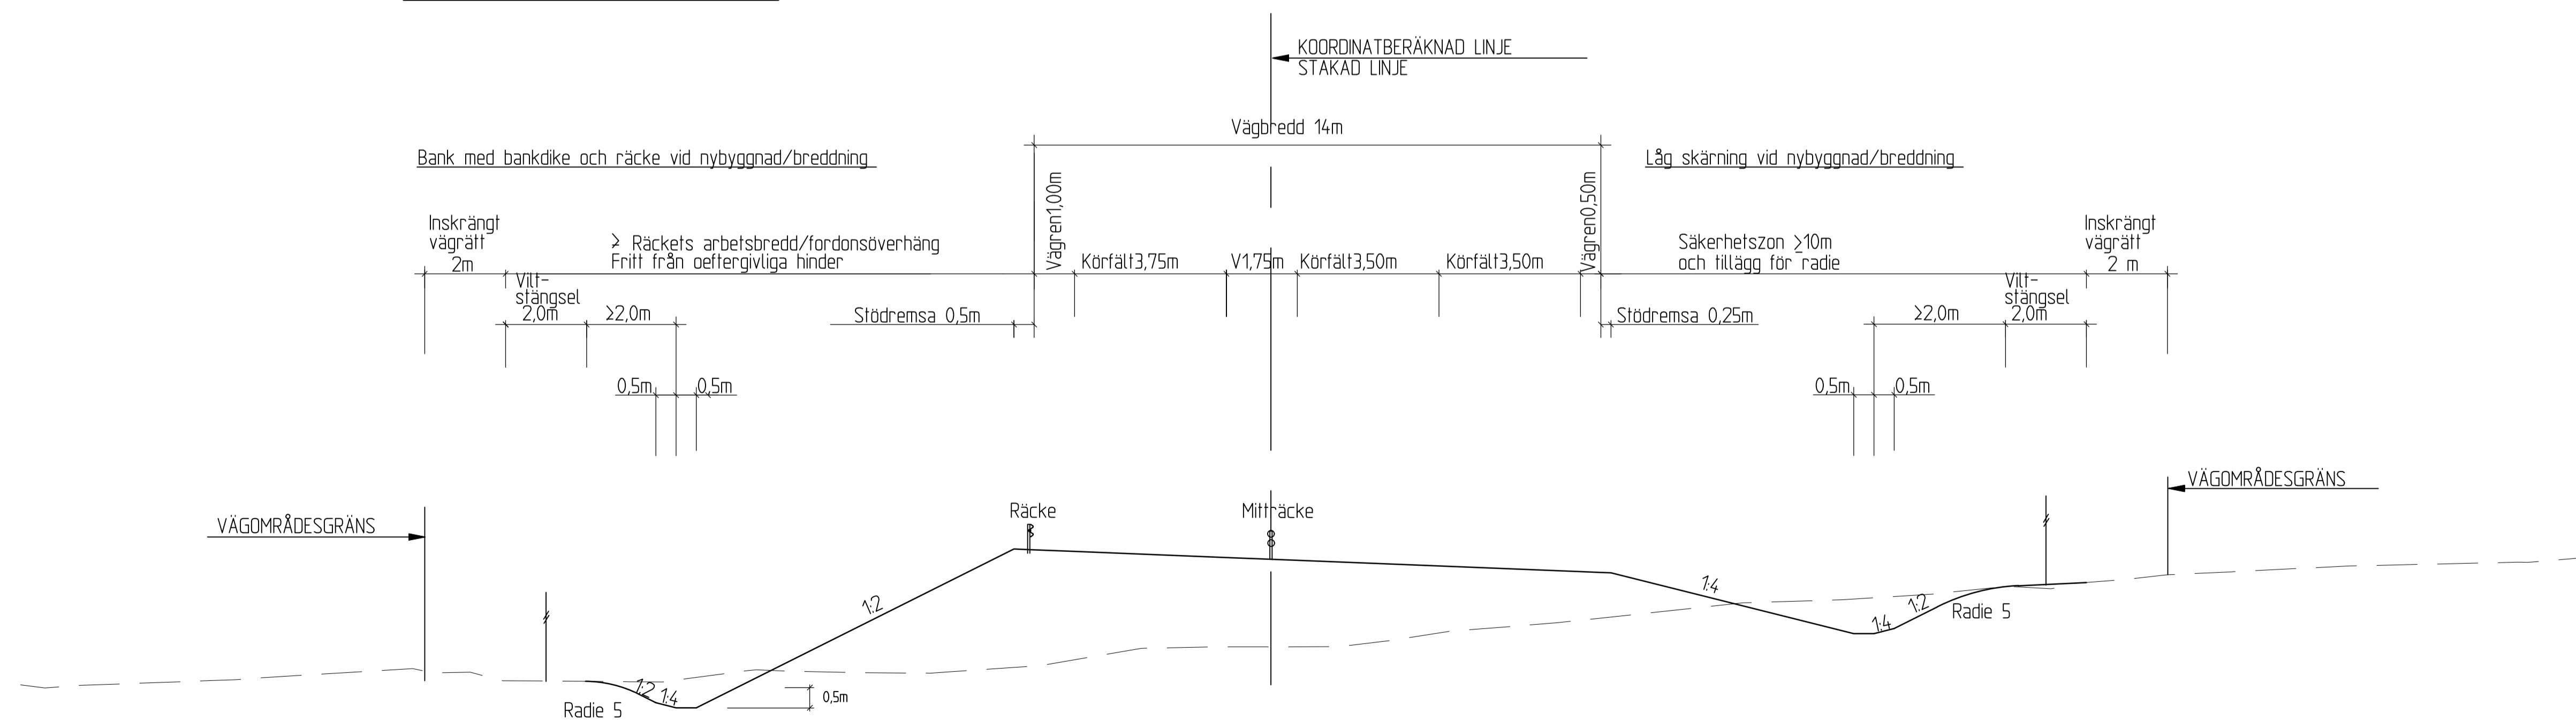 KOORDINATBERÄKNAD LINJE
STAKAD LINJE
Vägbredd 14m
Bank med bankdike och räcke vid nybyggnad/breddning
Låg skärning vid nybyggnad/breddning
Inskrängt
vägrätt
2m
≥ Räckets arbetsbredd/fordonsöverhäng
Fritt från oeftergivliga hinder
Vägren1,00m
Körfält3,75m
V1,75m
Körfält3,50m
Körfält3,50m
Vägren0,50m
Säkerhetszon ≥10m
och tillägg för radie
Inskrängt
vägrätt
2 m
Vilt-
stängsel
2,0m
≥2,0m
Stödremsa 0,5m
Stödremsa 0,25m
≥2,0m
Vilt-
stängsel
2,0m
0,5m
0,5m
0,5m
0,5m
VÄGOMRÅDESGRÄNS
Räcke
Mitträcke
VÄGOMRÅDESGRÄNS
1:2
1:4
1:4
1:2
Radie 5
1:2
1:4
0,5m
Radie 5